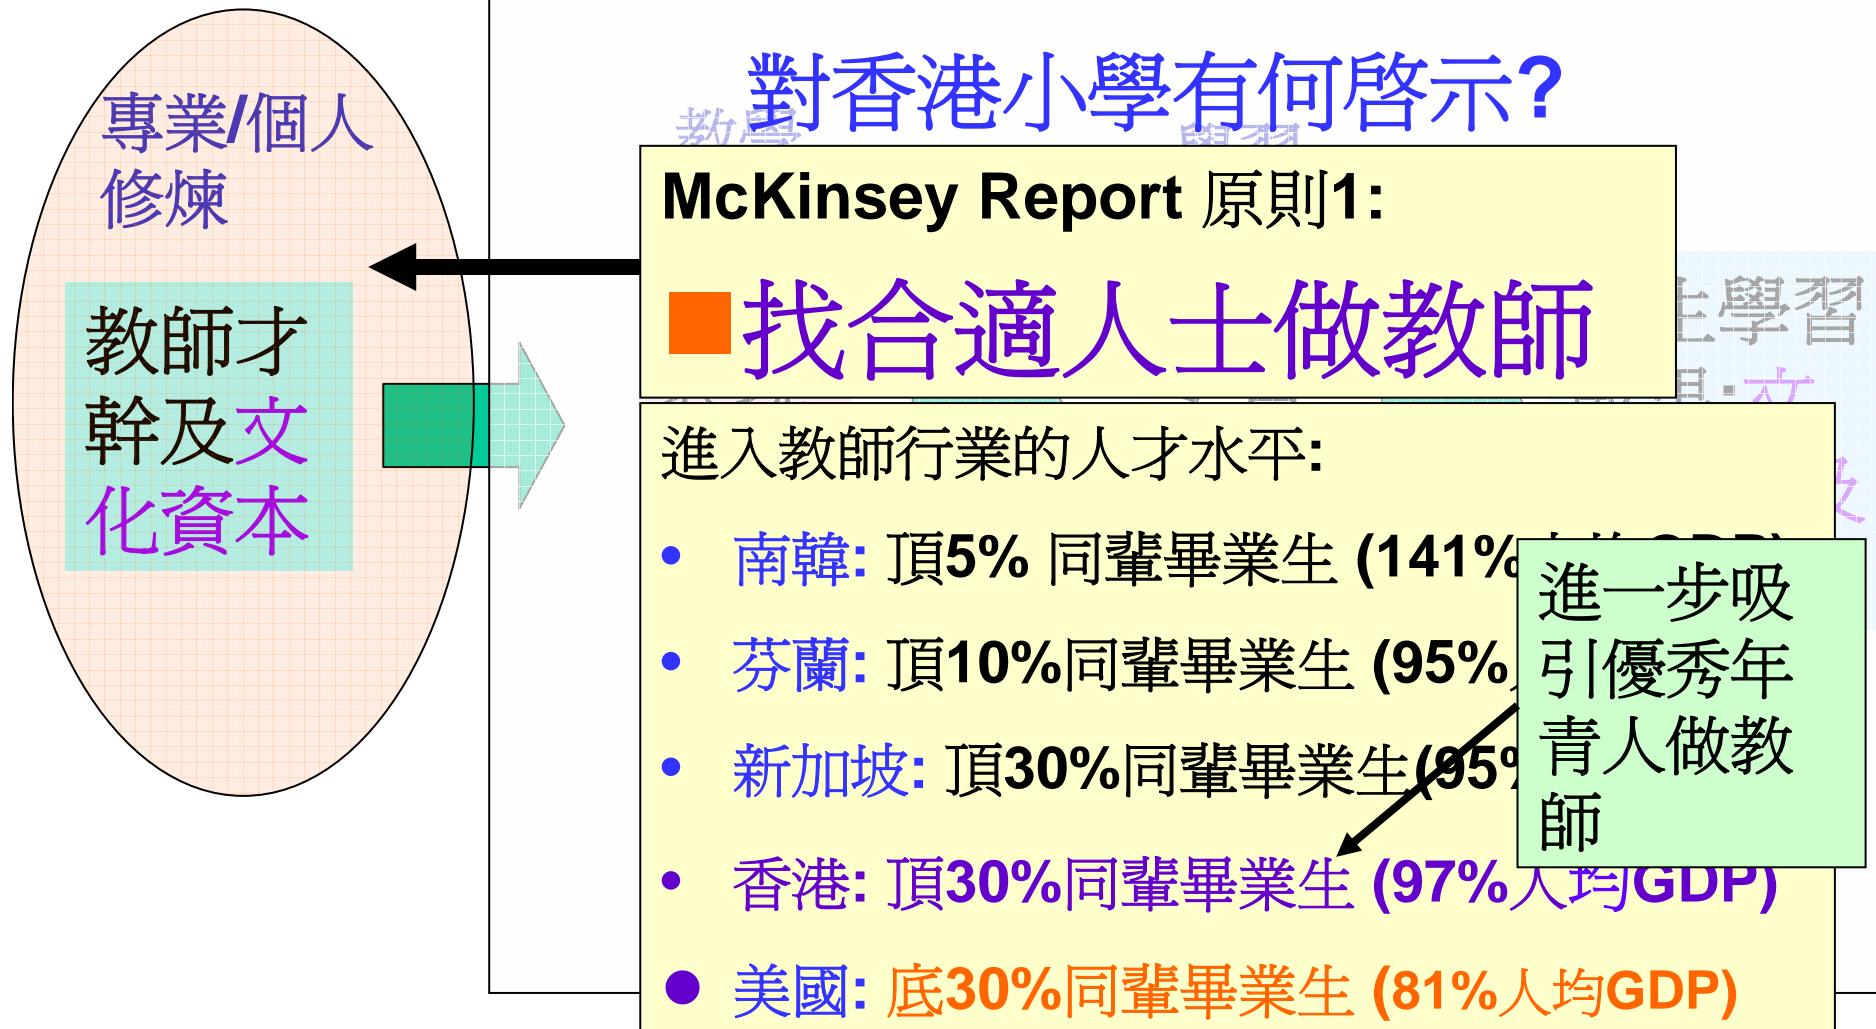 對香港小學有何啓示?
專業/個人
修煉
教師才
幹及文
化資本
教學
學習
McKinsey Report 原則1:
找合適人士做教師
學習
進入教師行業的人才水平:
南韓: 頂5% 同輩畢業生 (141%
芬蘭: 頂10%同輩畢業生 (95%
新加坡: 頂30%同輩畢業生(95%
香港: 頂30%同輩畢業生 (97%人均GDP)
美國: 底30%同輩畢業生 (81%人均GDP)
進一步吸
引優秀年
青人做教
師